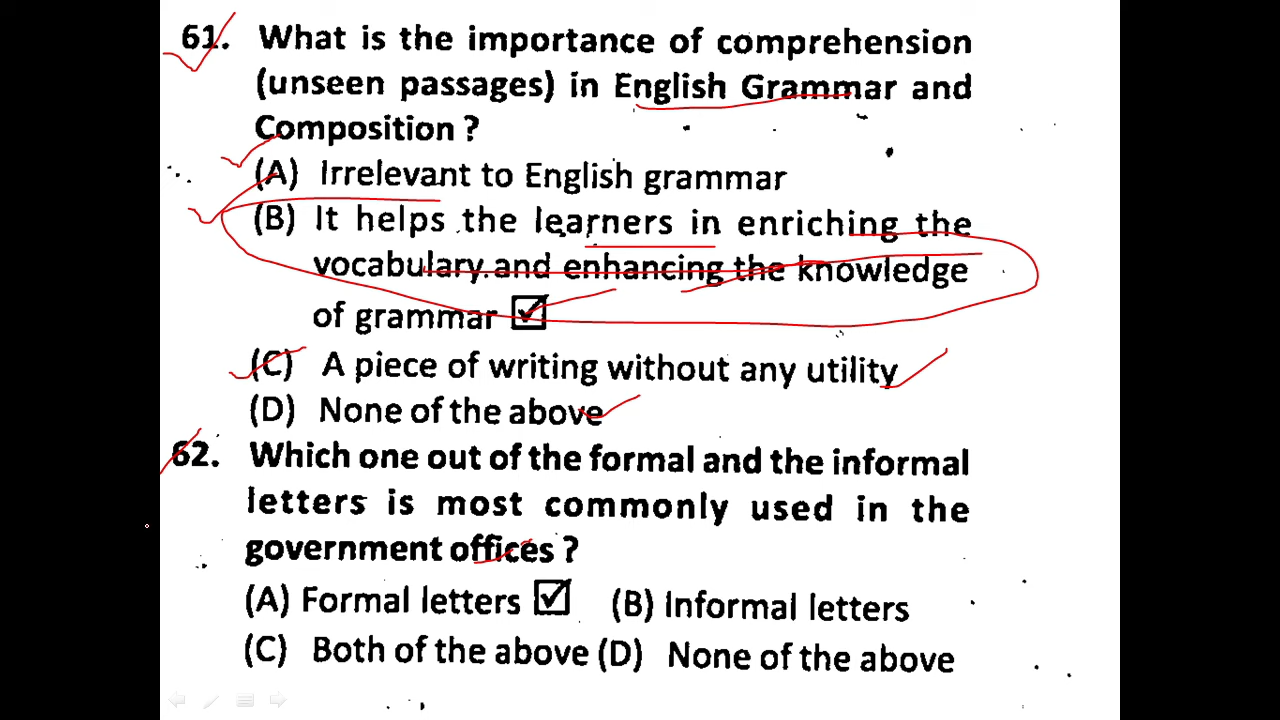 61. What is the importance of comprehension
(unseen passages) in English Grammar and
Composition ?
(A) Irrelevant to English grammar
(B) It helps the learners in enriching the
vocabulary and enhancing the knowledge
of grammar ☑
(C) A piece of writing without any utility
(D) None of the above
62. Which one out of the formal and the informal
letters is most commonly used in the
government offices ?
(A) Formal letters ☑ (B) Informal letters
(C) Both of the above (D) None of the above